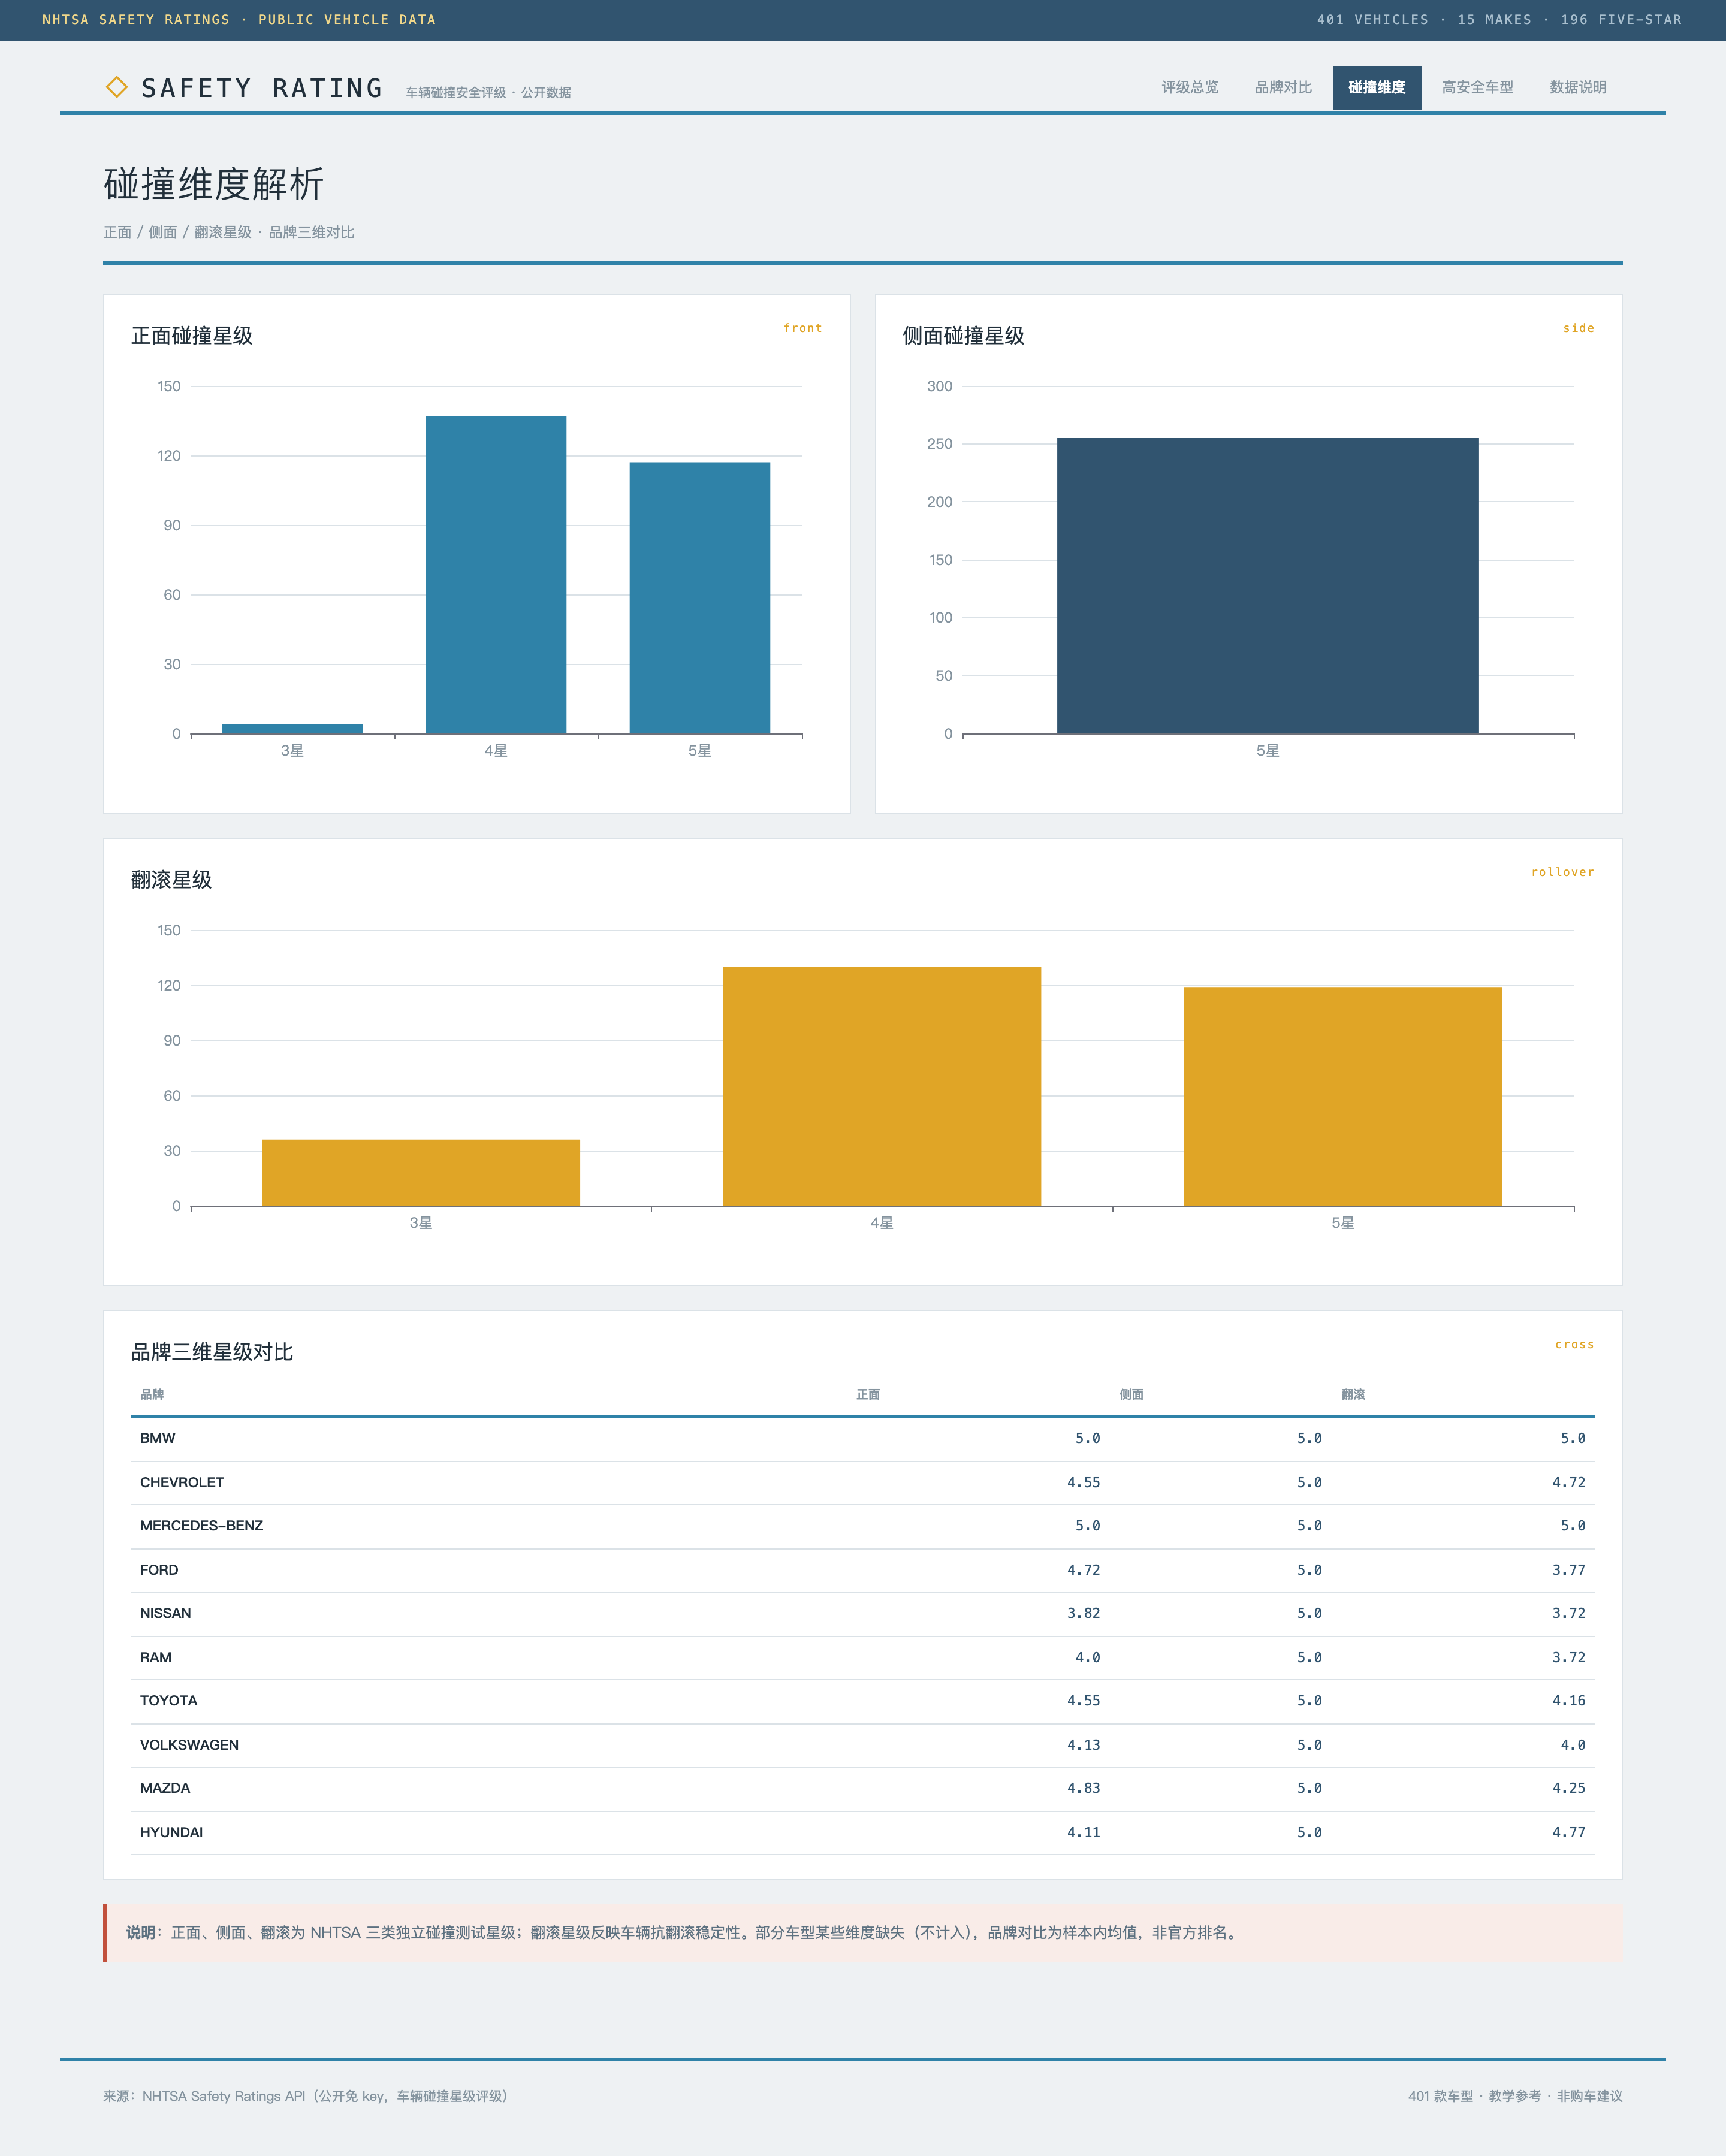 NHTSA SAFETY RATINGS · PUBLIC VEHICLE DATA
401 VEHICLES · 15 MAKES · 196 FIVE-STAR
SAFETY RATING 车辆碰撞安全评级 · 公开数据
评级总览 品牌对比 碰撞维度 高安全车型 数据说明
碰撞维度解析
正面 / 侧面 / 翻滚星级 · 品牌三维对比
正面碰撞星级 front
150
120
90
60
30
0
3星 4星 5星
侧面碰撞星级 side
300
250
200
150
100
50
0
5星
翻滚星级 rollover
150
120
90
60
30
0
3星 4星 5星
品牌三维星级对比 cross
品牌 正面 侧面 翻滚
BMW 5.0 5.0 5.0
CHEVROLET 4.55 5.0 4.72
MERCEDES-BENZ 5.0 5.0 5.0
FORD 4.72 5.0 3.77
NISSAN 3.82 5.0 3.72
RAM 4.0 5.0 3.72
TOYOTA 4.55 5.0 4.16
VOLKSWAGEN 4.13 5.0 4.0
MAZDA 4.83 5.0 4.25
HYUNDAI 4.11 5.0 4.77
说明：正面、侧面、翻滚为 NHTSA 三类独立碰撞测试星级；翻滚星级反映车辆抗翻滚稳定性。部分车型某些维度缺失（不计入），品牌对比为样本内均值，非官方排名。
来源：NHTSA Safety Ratings API（公开免 key，车辆碰撞星级评级）
401 款车型 · 教学参考 · 非购车建议